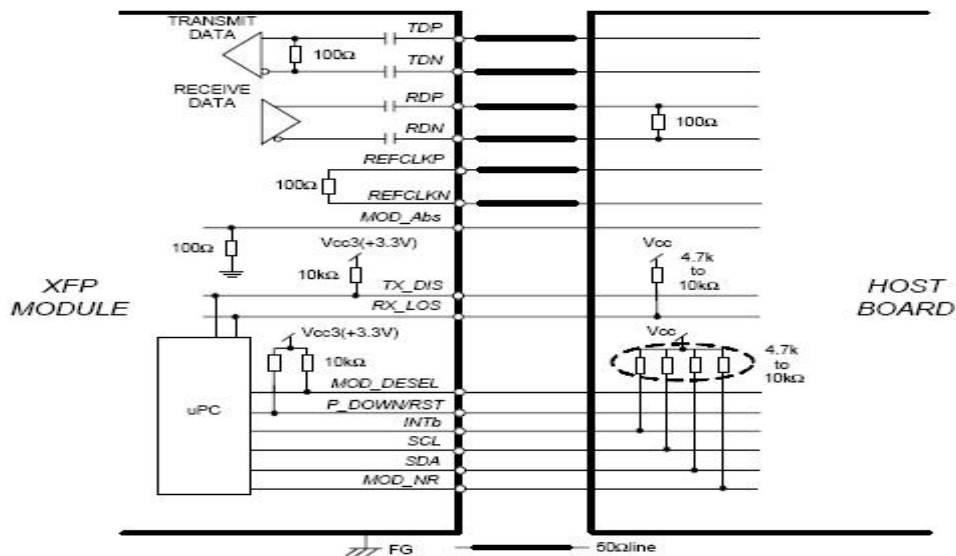 TRANSMIT
DATA
TDP
100Ω
TDN
RECEIVE
DATA
RDP
RDN
100Ω
REFCLKP
100Ω
REFCLKN
MOD_Abs
100Ω
Vcc3(+3.3V)
10kΩ
Vcc
4.7k
to
10kΩ
TX_DIS
RX_LOS
XFP
MODULE
HOST
BOARD
Vcc3(+3.3V)
10kΩ
Vcc
4.7k
to
10kΩ
MOD_DESEL
P_DOWN/RST
uPC
INTb
SCL
SDA
MOD_NR
FG
50Ωline